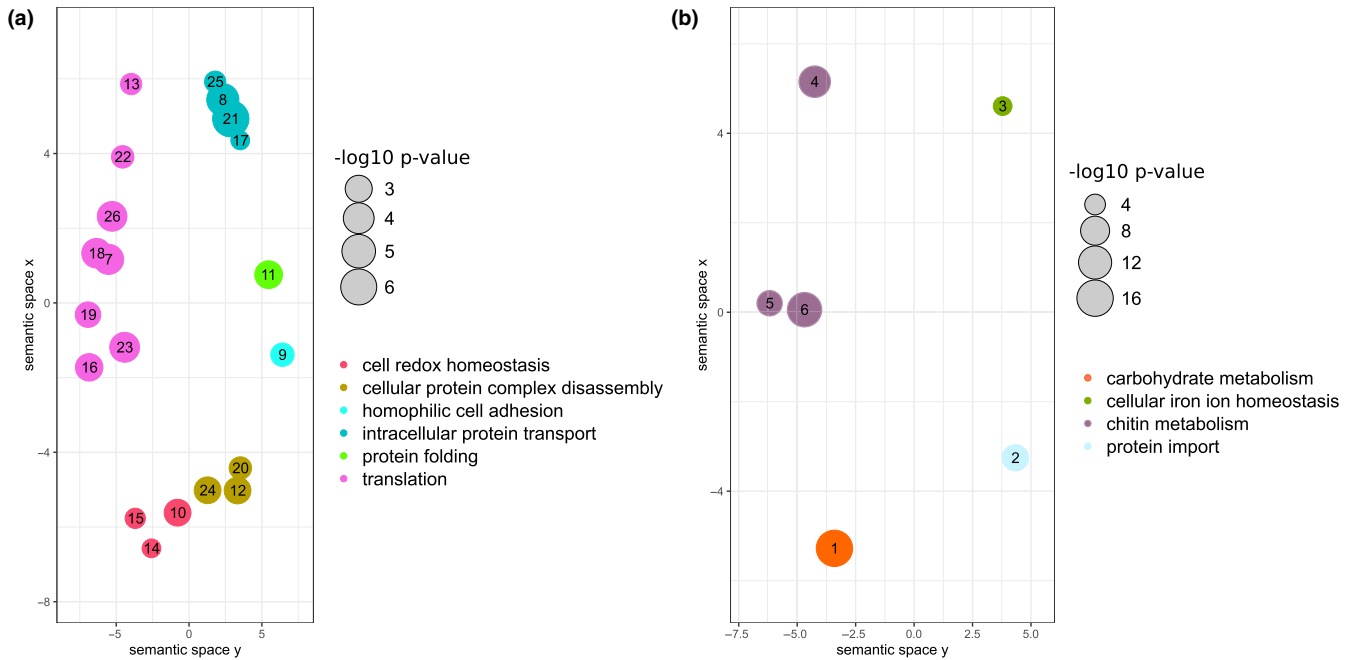 (a)
13
25
8
21
17
4
22
26
18
7
11
0
19
23
9
16
−4
20
24
12
15
10
14
−8
−5
0
5
semantic space y
semantic space x
-log10 p-value
3
4
5
6
cell redox homeostasis
cellular protein complex disassembly
homophilic cell adhesion
intracellular protein transport
protein folding
translation
(b)
4
3
4
5
6
0
2
−4
1
−7.5
−5.0
−2.5
0.0
2.5
5.0
semantic space y
semantic space x
-log10 p-value
4
8
12
16
carbohydrate metabolism
cellular iron ion homeostasis
chitin metabolism
protein import